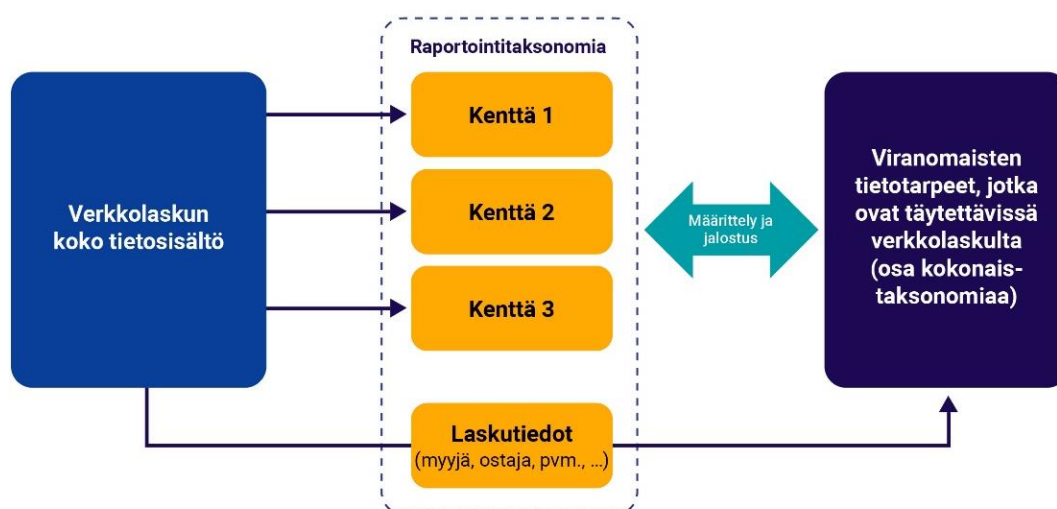 Raportointitaksonomia
Verkkolaskun
koko tietosisältö
Kenttä 1
Kenttä 2
Kenttä 3
Laskutiedot
(myyjä, ostaja, pvm., ...)
Määrittely ja
jalostus
Viranomaisten
tietotarpeet, jotka
ovat täytettävissä
verkkolaskulta
(osa kokonais-
taksonomiaa)